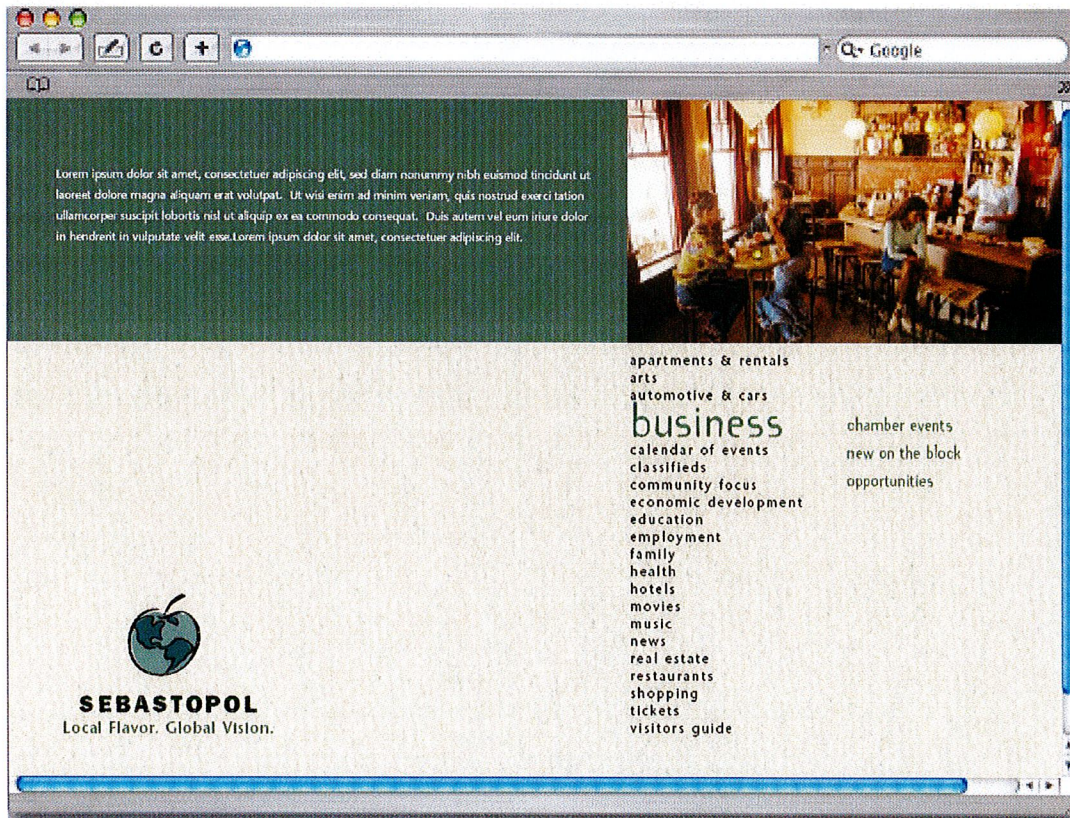 Google
Lorem ipsum dolor sit amet, consectetuer adipiscing elit, sed diam nonummy nibh euismod tincidunt ut
laoreet dolore magna aliquam erat volutpat.  Ut wisi enim ad minim veniam, quis nostrud exerci tation
ullamcorper suscipit lobortis nisl ut aliquip ex ea commodo consequat.  Duis autem vel eum iriure dolor
in hendrerit in vulputate velit esse.Lorem ipsum dolor sit amet, consectetuer adipiscing elit.
apartments & rentals
arts
automotive & cars
business
calendar of events
classifieds
community focus
economic development
education
employment
family
health
hotels
movies
music
news
real estate
restaurants
shopping
tickets
visitors guide
chamber events
new on the block
opportunities
SEBASTOPOL
Local Flavor. Global Vision.